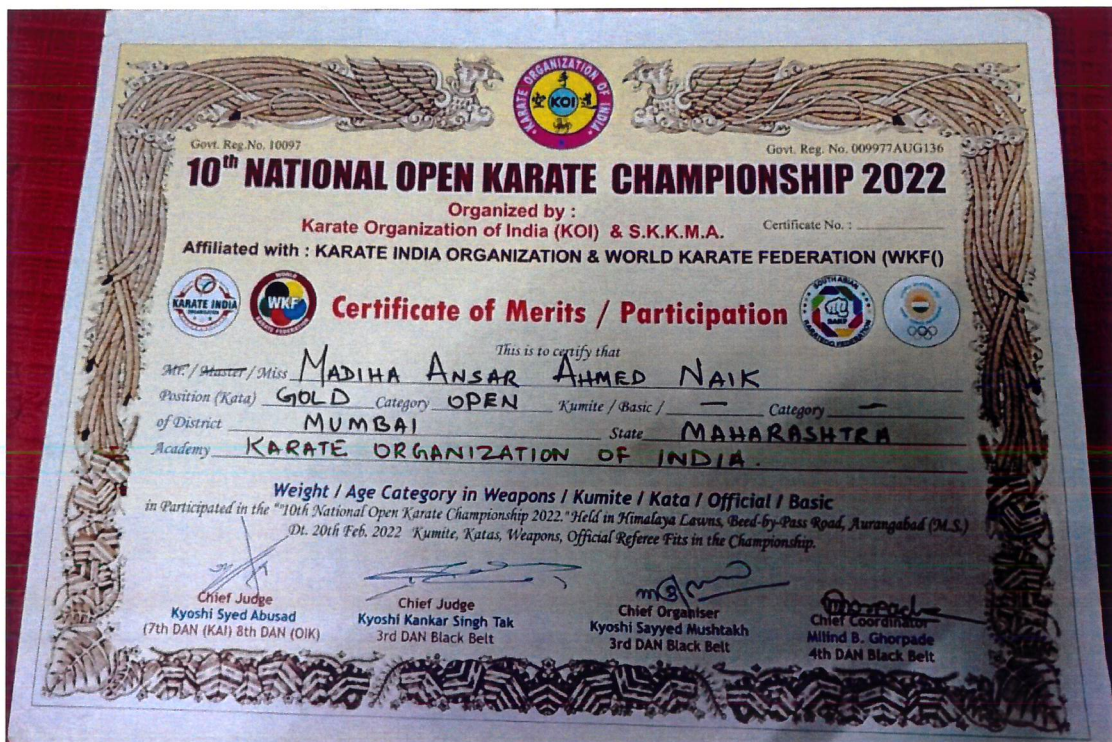 KARATE ORGANIZATION OF INDIA
KOI
Govt. Reg.No. 10097
Govt. Reg. No. 009977AUG136
10th NATIONAL OPEN KARATE CHAMPIONSHIP 2022
Organized by :
Karate Organization of India (KOI) & S.K.K.M.A.
Certificate No. :
Affiliated with : KARATE INDIA ORGANIZATION & WORLD KARATE FEDERATION (WKF()
KARATE INDIA
ORGANIZATION
WORLD
WKF
KARATE FEDERATION
Certificate of Merits / Participation
SOUTH ASIAN
KARATEDO FEDERATION
This is to certify that
Mr. / Master / Miss MADIHA ANSAR AHMED NAIK
Position (Kata) GOLD Category OPEN Kumite / Basic / — Category —
of District MUMBAI State MAHARASHTRA
Academy KARATE ORGANIZATION OF INDIA.
Weight / Age Category in Weapons / Kumite / Kata / Official / Basic
in Participated in the ""10th National Open Karate Championship 2022." Held in Himalaya Lawns, Beed-by-Pass Road, Aurangabad (M.S.)
Dt. 20th Feb. 2022 Kumite, Katas, Weapons, Official Referee Fits in the Championship.
Chief Judge
Kyoshi Syed Abusad
(7th DAN (KAI) 8th DAN (OIK)
Chief Judge
Kyoshi Kankar Singh Tak
3rd DAN Black Belt
Chief Organiser
Kyoshi Sayyed Mushtakh
3rd DAN Black Belt
Chief Coordinator
Milind B. Ghorpade
4th DAN Black Belt